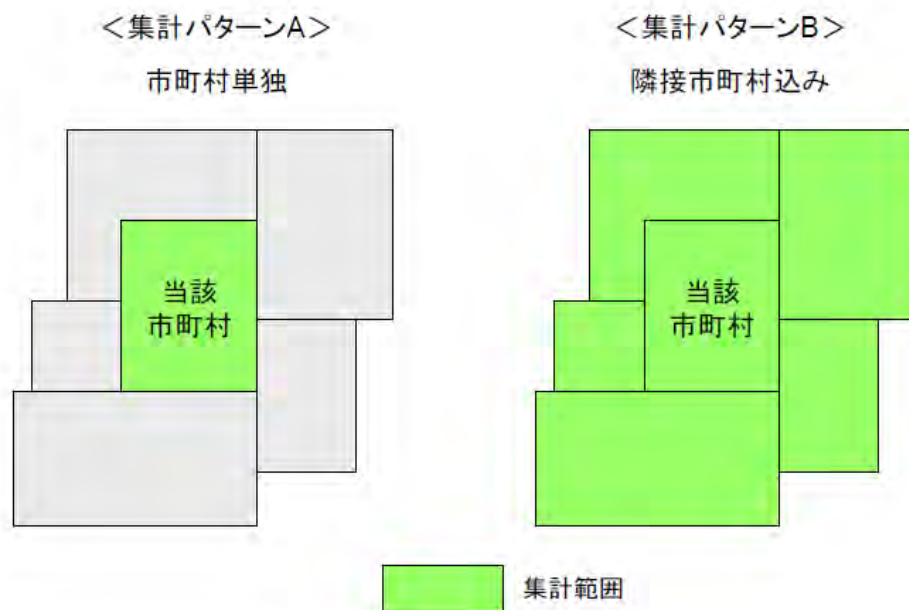 ＜集計パターンA＞
市町村単独
当該
市町村
＜集計パターンB＞
隣接市町村込み
当該
市町村
集計範囲